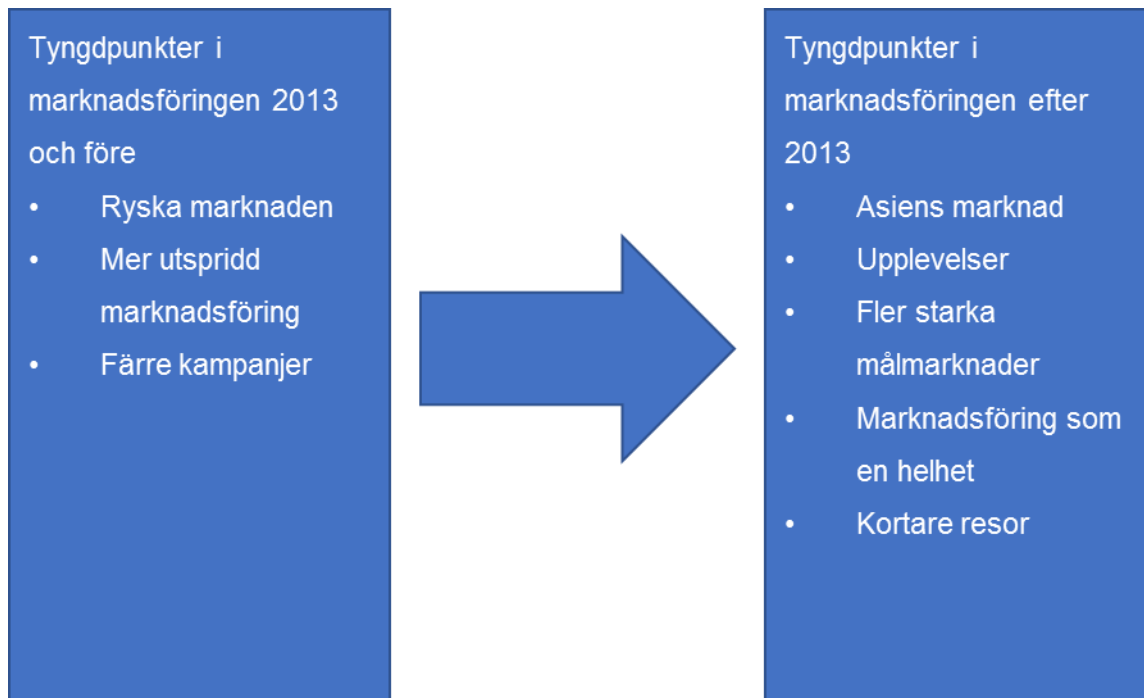 Tyngdpunkter i
marknadsföringen 2013
och före
• Ryska marknaden
• Mer utspridd
marknadsföring
• Färre kampanjer
Tyngdpunkter i
marknadsföringen efter
2013
• Asiens marknad
• Upplevelser
• Fler starka
målmarknader
• Marknadsföring som
en helhet
• Kortare resor